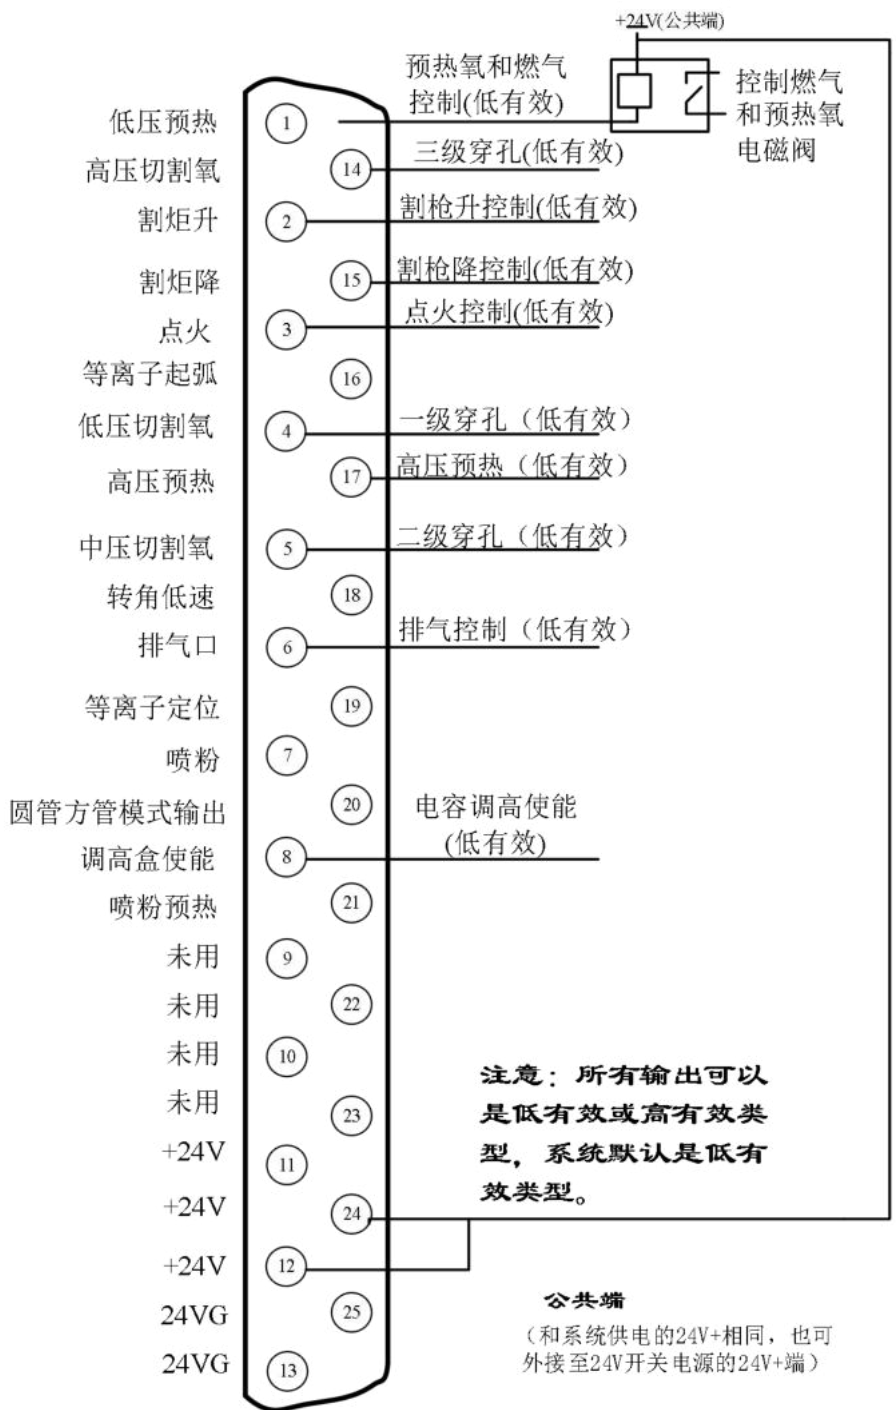 +24V(公共端)
预热氧和燃气
控制(低有效)
控制燃气
和预热氧
电磁阀
低压预热
1
高压切割氧
14
三级穿孔(低有效)
割炬升
2
割枪升控制(低有效)
割炬降
15
割枪降控制(低有效)
点火
3
点火控制(低有效)
等离子起弧
16
低压切割氧
4
一级穿孔（低有效）
高压预热
17
高压预热（低有效）
中压切割氧
5
二级穿孔（低有效）
转角低速
18
排气口
6
排气控制（低有效）
等离子定位
19
喷粉
7
圆管方管模式输出
20
电容调高使能
(低有效)
调高盒使能
8
喷粉预热
21
未用
9
未用
22
未用
10
未用
23
+24V
11
+24V
24
+24V
12
24VG
25
24VG
13
注意：所有输出可以
是低有效或高有效类
型，系统默认是低有
效类型。
公共端
（和系统供电的24V+相同，也可
外接至24V开关电源的24V+端）